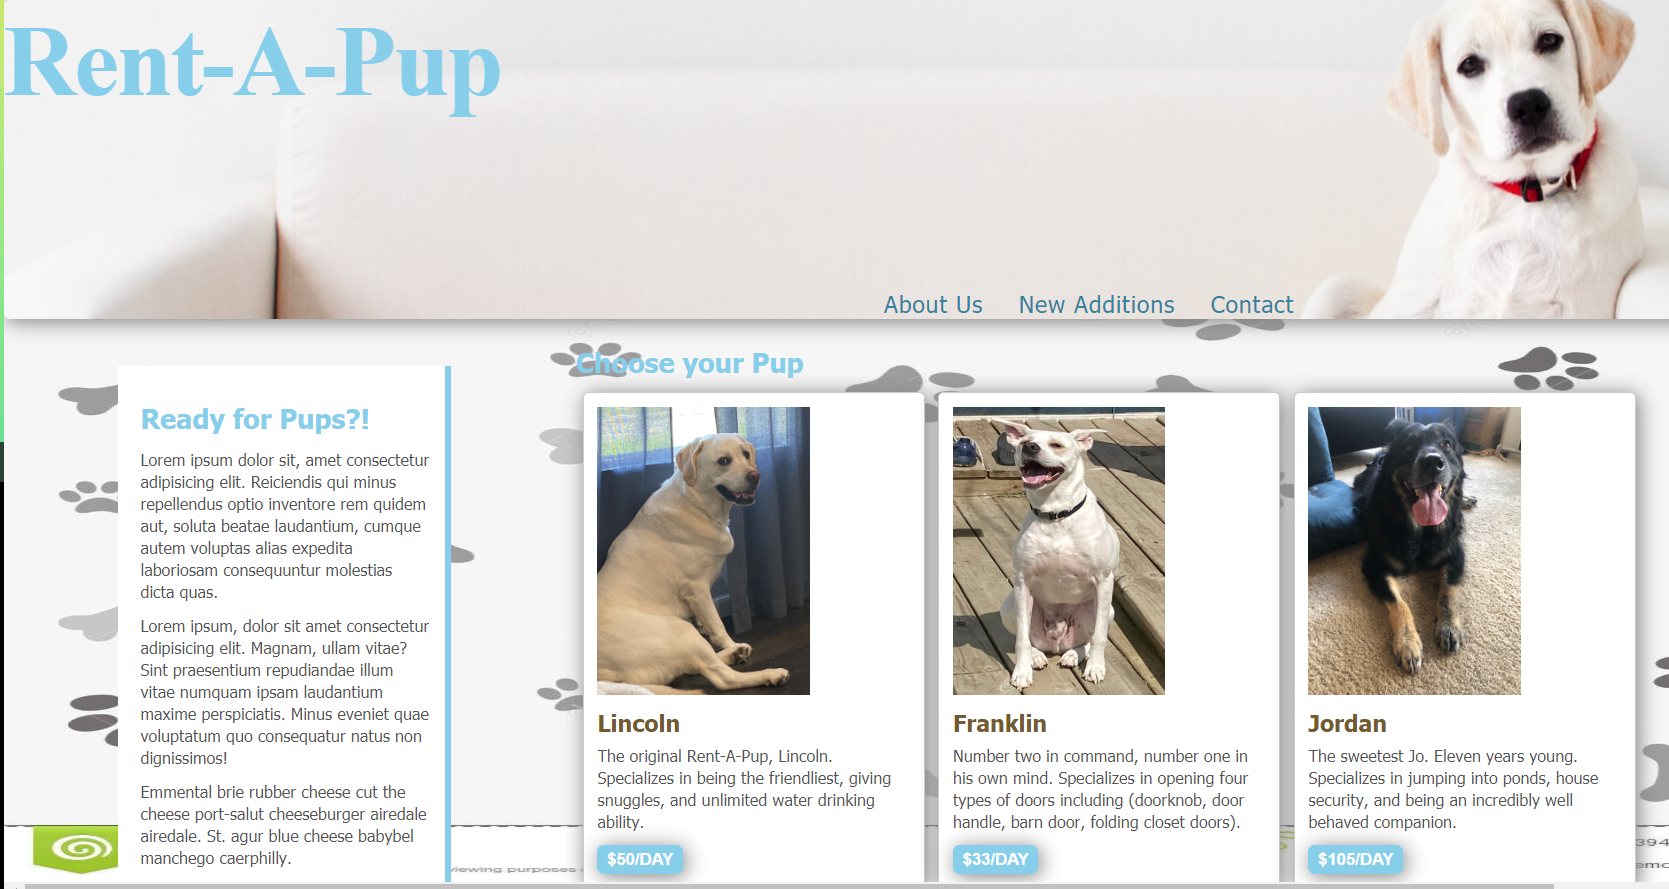 Rent-A-Pup
About Us New Additions Contact
Choose your Pup
Ready for Pups?!
Lorem ipsum dolor sit, amet consectetur
adipisicing elit. Reiciendis qui minus
repellendus optio inventore rem quidem
aut, soluta beatae laudantium, cumque
autem voluptas alias expedita
laboriosam consequuntur molestias
dicta quas.
Lorem ipsum, dolor sit amet consectetur
adipisicing elit. Magnam, ullam vitae?
Sint praesentium repudiandae illum
vitae numquam ipsam laudantium
maxime perspiciatis. Minus eveniet quae
voluptatum quo consequatur natus non
dignissimos!
Emmental brie rubber cheese cut the
cheese port-salut cheeseburger airedale
airedale. St. agur blue cheese babybel
manchego caerphilly.
Lincoln
The original Rent-A-Pup, Lincoln.
Specializes in being the friendliest, giving
snuggles, and unlimited water drinking
ability.
$50/DAY
Franklin
Number two in command, number one in
his own mind. Specializes in opening four
types of doors including (doorknob, door
handle, barn door, folding closet doors).
$33/DAY
Jordan
The sweetest Jo. Eleven years young.
Specializes in jumping into ponds, house
security, and being an incredibly well
behaved companion.
$105/DAY
viewing purposes
394